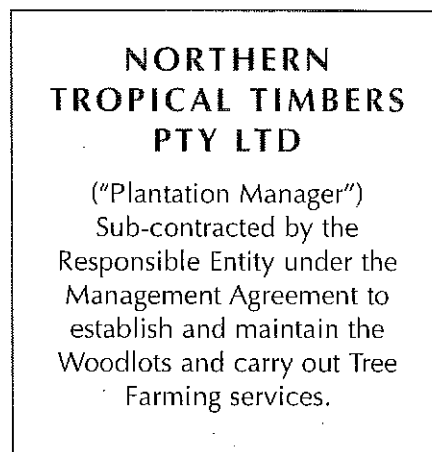 NORTHERN
TROPICAL TIMBERS
PTY LTD
("Plantation Manager")
Sub-contracted by the
Responsible Entity under the
Management Agreement to
establish and maintain the
Woodlots and carry out Tree
Farming services.